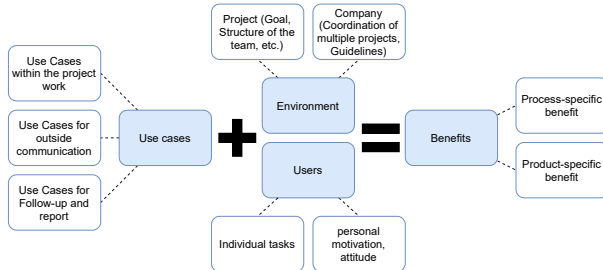 Use Cases
within the project
work
Use Cases for
outside
communication
Use Cases for
Follow-up and
report
Use cases
Project (Goal,
Structure of the
team, etc.)
Company
(Coordination of
multiple projects,
Guidelines)
Environment
Users
Individual tasks
personal
motivation,
attitude
Benefits
Process-specific
benefit
Product-specific
benefit